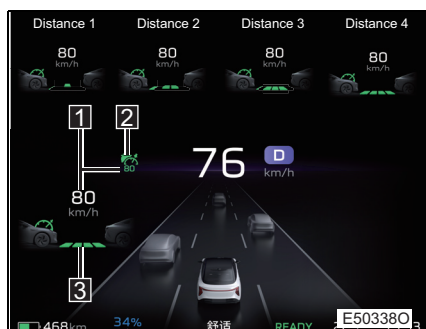 Distance 1 Distance 2 Distance 3 Distance 4
80 80 80 80
km/h km/h km/h km/h
1 2
80
76 D
km/h
80
km/h
3
468km 34% 舒适 READY 3
E50338O